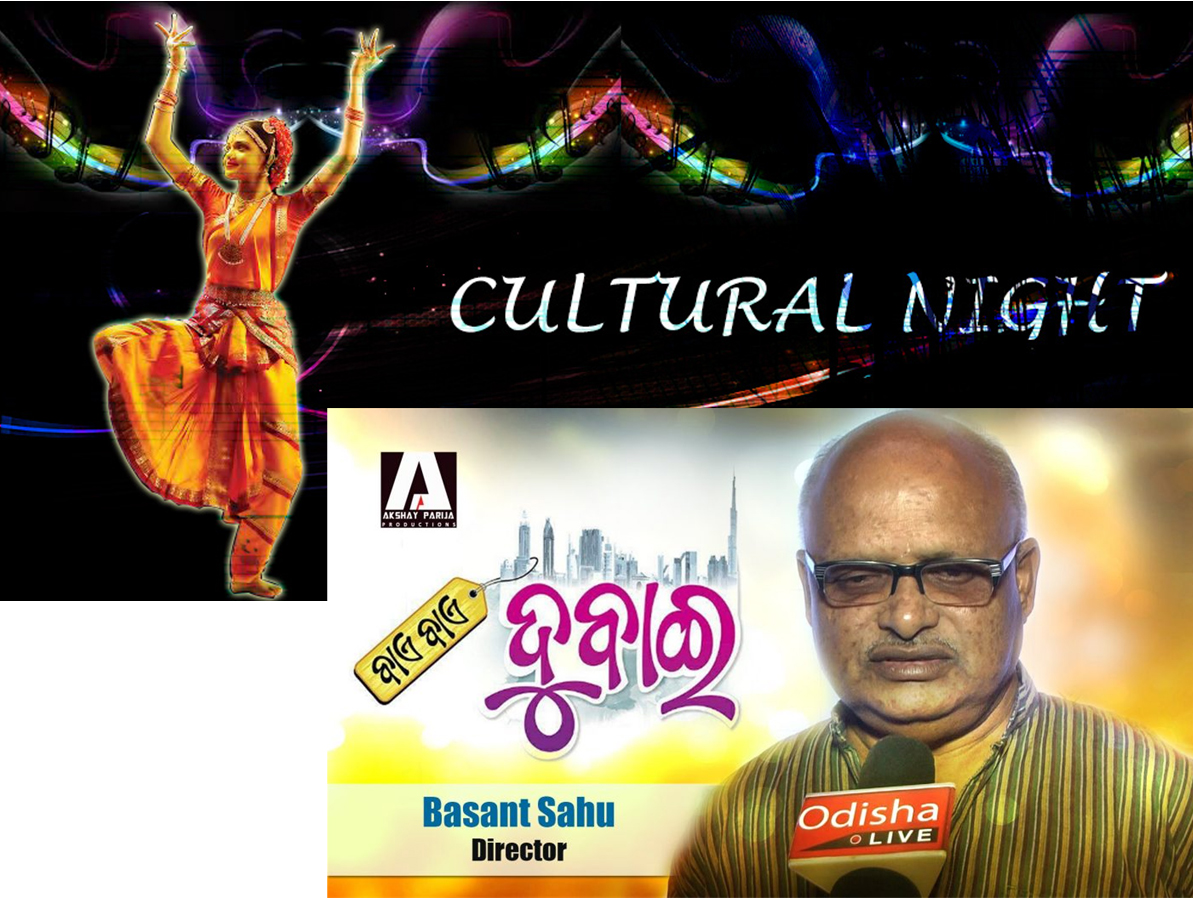 CULTURAL NIGHT
AKSHAY PARIJA
PRODUCTIONS
ବାଏ ବାଏ
ଦୁବାଇ
Basant Sahu
Director
Odisha
LIVE